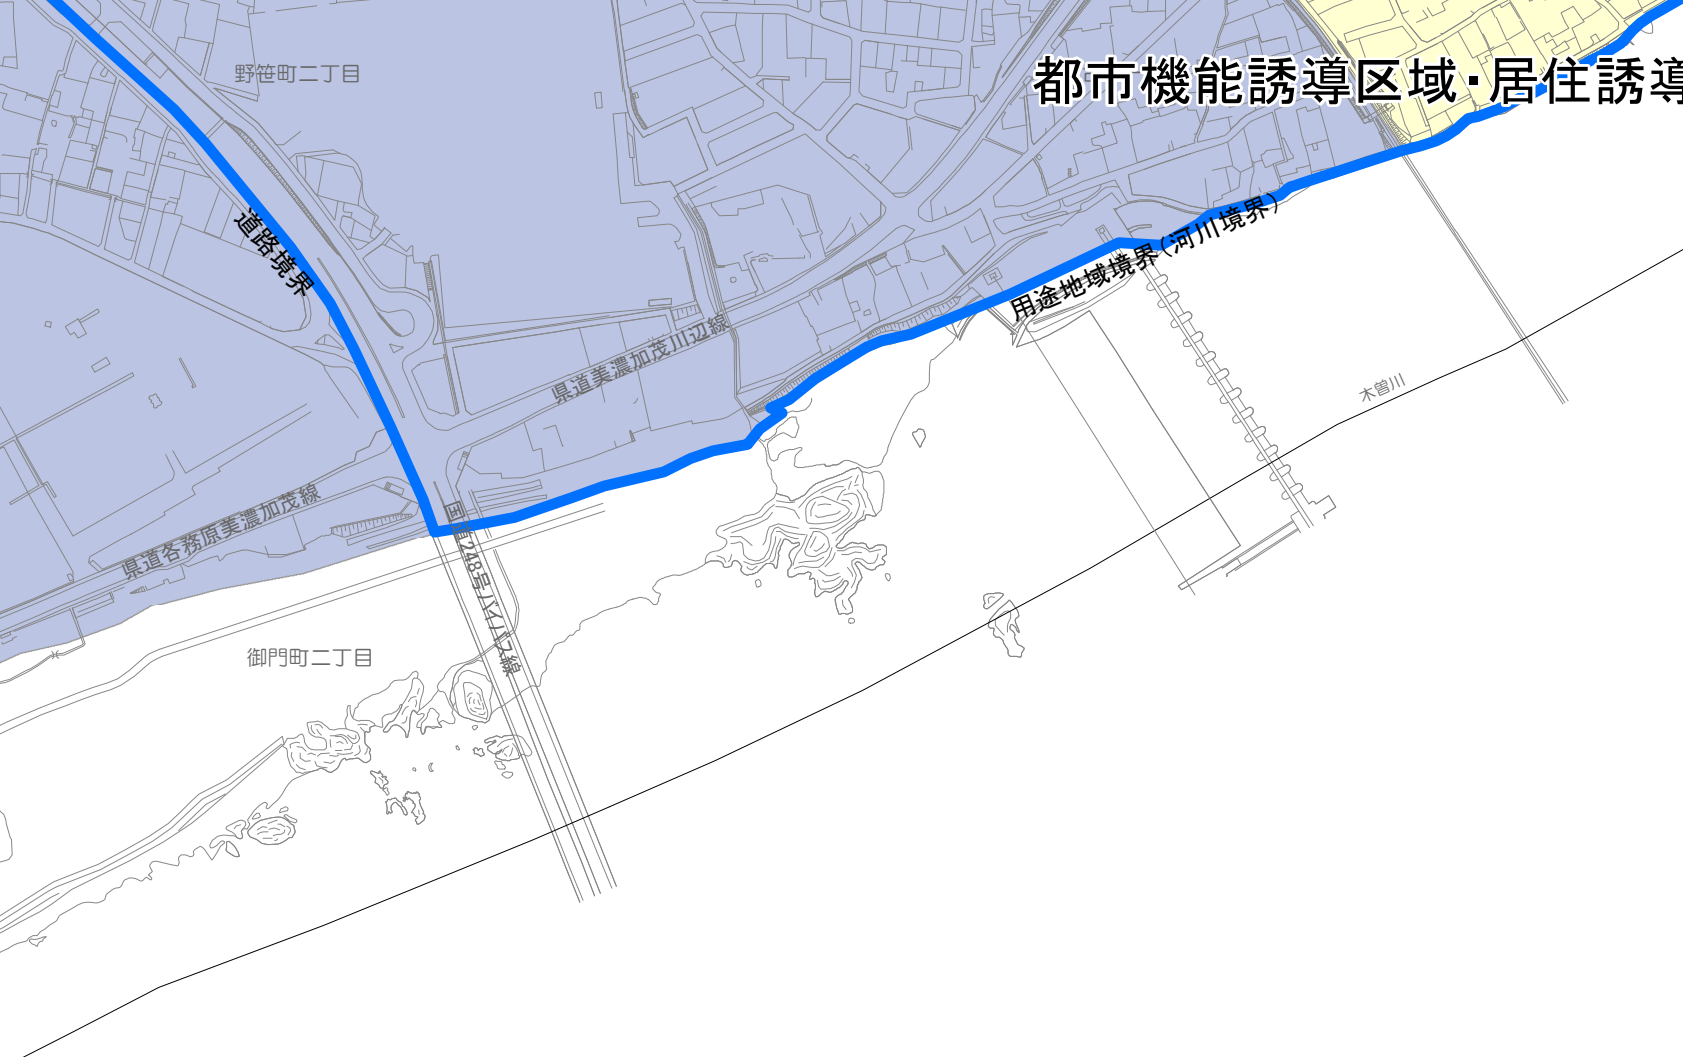 野笹町二丁目
都市機能誘導区域・居住誘導
道路境界
用途地域境界（河川境界）
県道美濃加茂川辺線
木曽川
県道各務原美濃加茂線
国道248号バイパス線
御門町二丁目